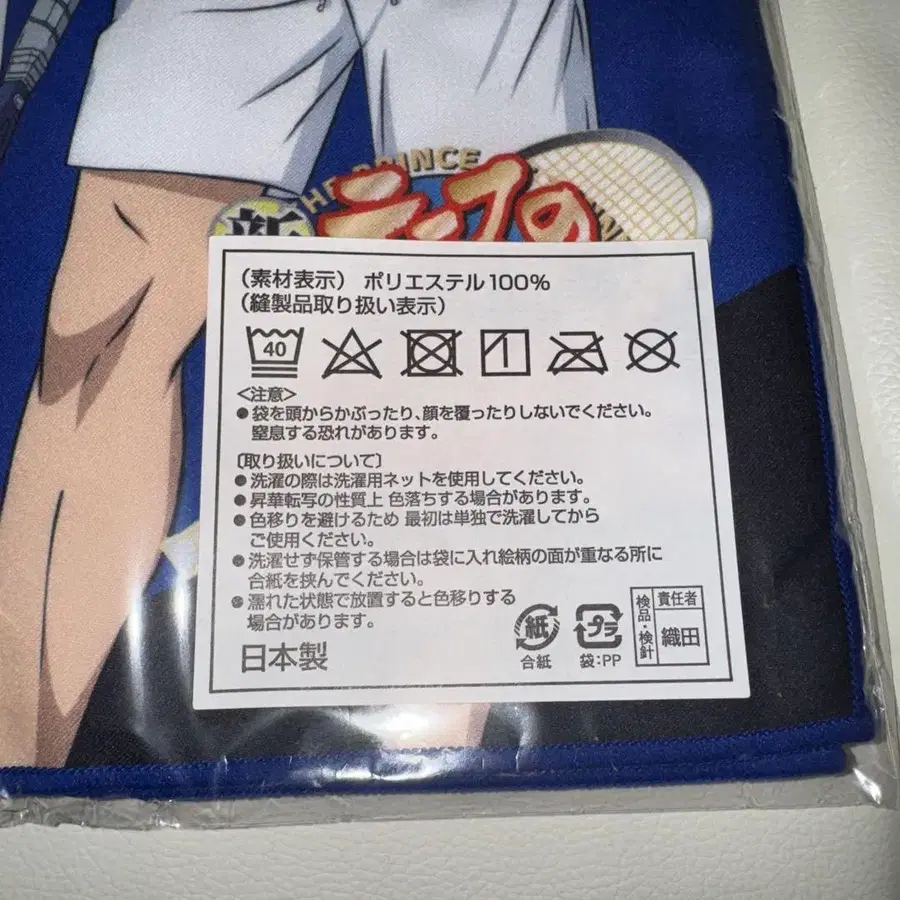 THE PRINCE
新 テニスの
(素材表示) ポリエステル100%
(縫製品取り扱い表示)
40
<注意>
●袋を頭からかぶったり、顔を覆ったりしないでください。
窒息する恐れがあります。
〔取り扱いについて〕
●洗濯の際は洗濯用ネットを使用してください。
●昇華転写の性質上 色落ちする場合があります。
●色移りを避けるため 最初は単独で洗濯してから
ご使用ください。
●洗濯せず保管する場合は袋に入れ絵柄の面が重なる所に
合紙を挟んでください。
●濡れた状態で放置すると色移りする
場合があります。
日本製
紙
合紙
プラ
袋:PP
検品・検針
責任者
織田